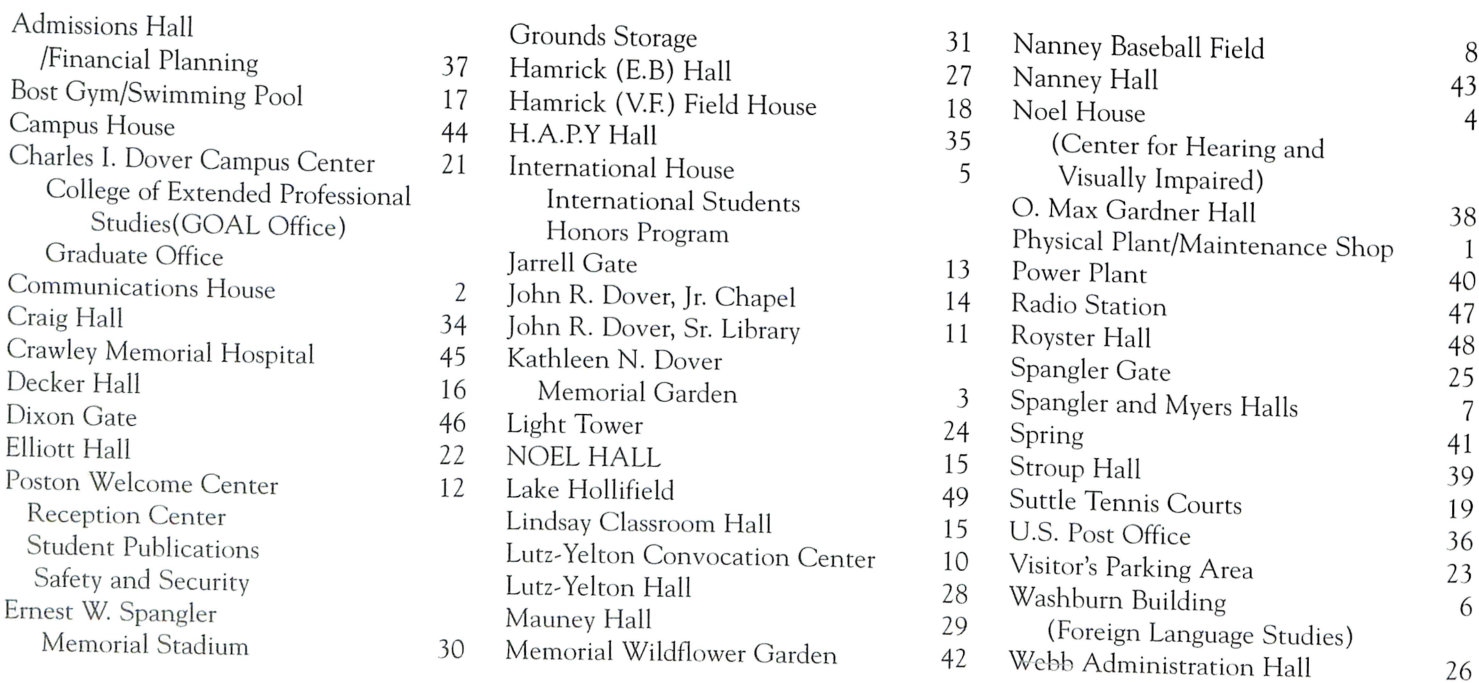 Admissions Hall
/Financial Planning 37
Bost Gym/Swimming Pool 17
Campus House 44
Charles I. Dover Campus Center 21
College of Extended Professional
Studies(GOAL Office)
Graduate Office
Communications House 2
Craig Hall 34
Crawley Memorial Hospital 45
Decker Hall 16
Dixon Gate 46
Elliott Hall 22
Poston Welcome Center 12
Reception Center
Student Publications
Safety and Security
Ernest W. Spangler
Memorial Stadium 30
Grounds Storage 31
Hamrick (E.B) Hall 27
Hamrick (V.F.) Field House 18
H.A.P.Y Hall 35
International House 5
International Students
Honors Program
Jarrell Gate 13
John R. Dover, Jr. Chapel 14
John R. Dover, Sr. Library 11
Kathleen N. Dover
Memorial Garden 3
Light Tower 24
NOEL HALL 15
Lake Hollifield 49
Lindsay Classroom Hall 15
Lutz-Yelton Convocation Center 10
Lutz-Yelton Hall 28
Mauney Hall 29
Memorial Wildflower Garden 42
Nanney Baseball Field 8
Nanney Hall 43
Noel House 4
(Center for Hearing and
Visually Impaired)
O. Max Gardner Hall 38
Physical Plant/Maintenance Shop 1
Power Plant 40
Radio Station 47
Royster Hall 48
Spangler Gate 25
Spangler and Myers Halls 7
Spring 41
Stroup Hall 39
Suttle Tennis Courts 19
U.S. Post Office 36
Visitor's Parking Area 23
Washburn Building 6
(Foreign Language Studies)
Webb Administration Hall 26